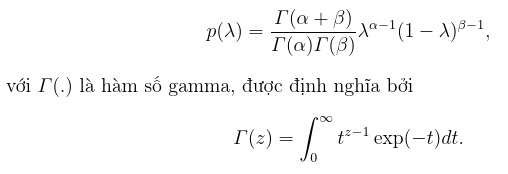 p(λ) = Γ(α + β) / Γ(α)Γ(β) λ^{α−1}(1 − λ)^{β−1},
với Γ(.) là hàm số gamma, được định nghĩa bởi
Γ(z) = ∫_0^∞ t^{z−1} exp(−t)dt.